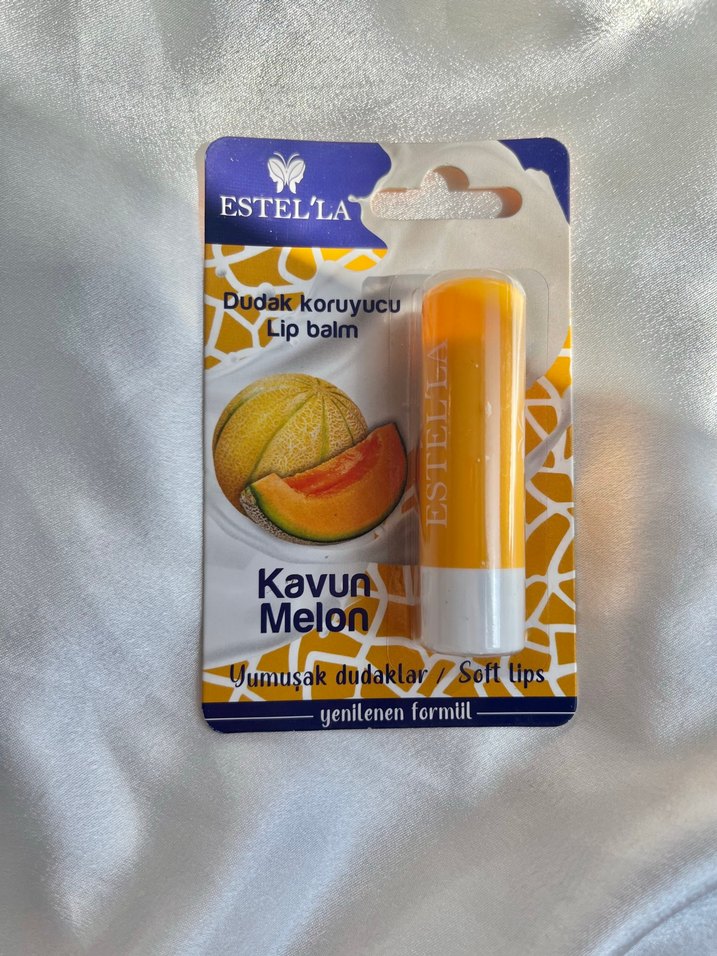 ESTEL'LA
Dudak koruyucu
Lip balm
ESTEL'LA
Kavun
Melon
Yumuşak dudaklar / Soft lips
yenilenen formül